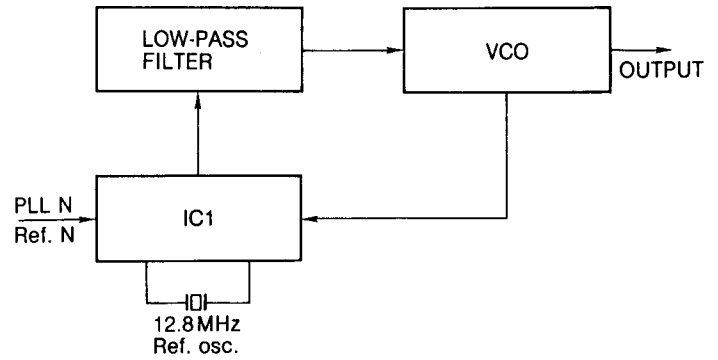 LOW-PASS
FILTER
VCO
OUTPUT
PLL N
Ref. N
IC1
12.8MHz
Ref. osc.